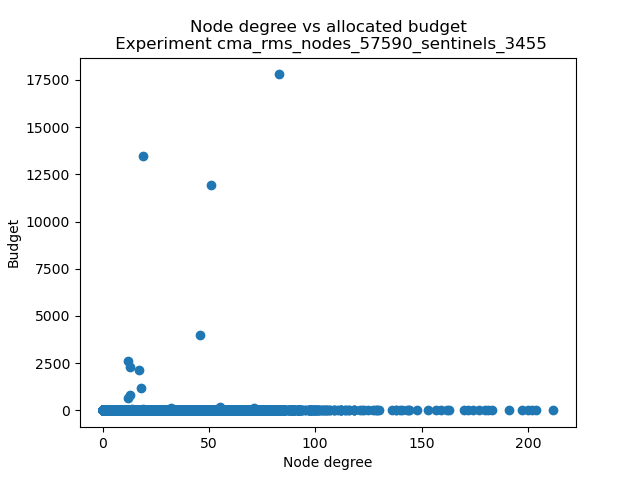 Node degree vs allocated budget
Experiment cma_rms_nodes_57590_sentinels_3455
17500
15000
12500
10000
7500
5000
2500
0
Budget
0 50 100 150 200
Node degree